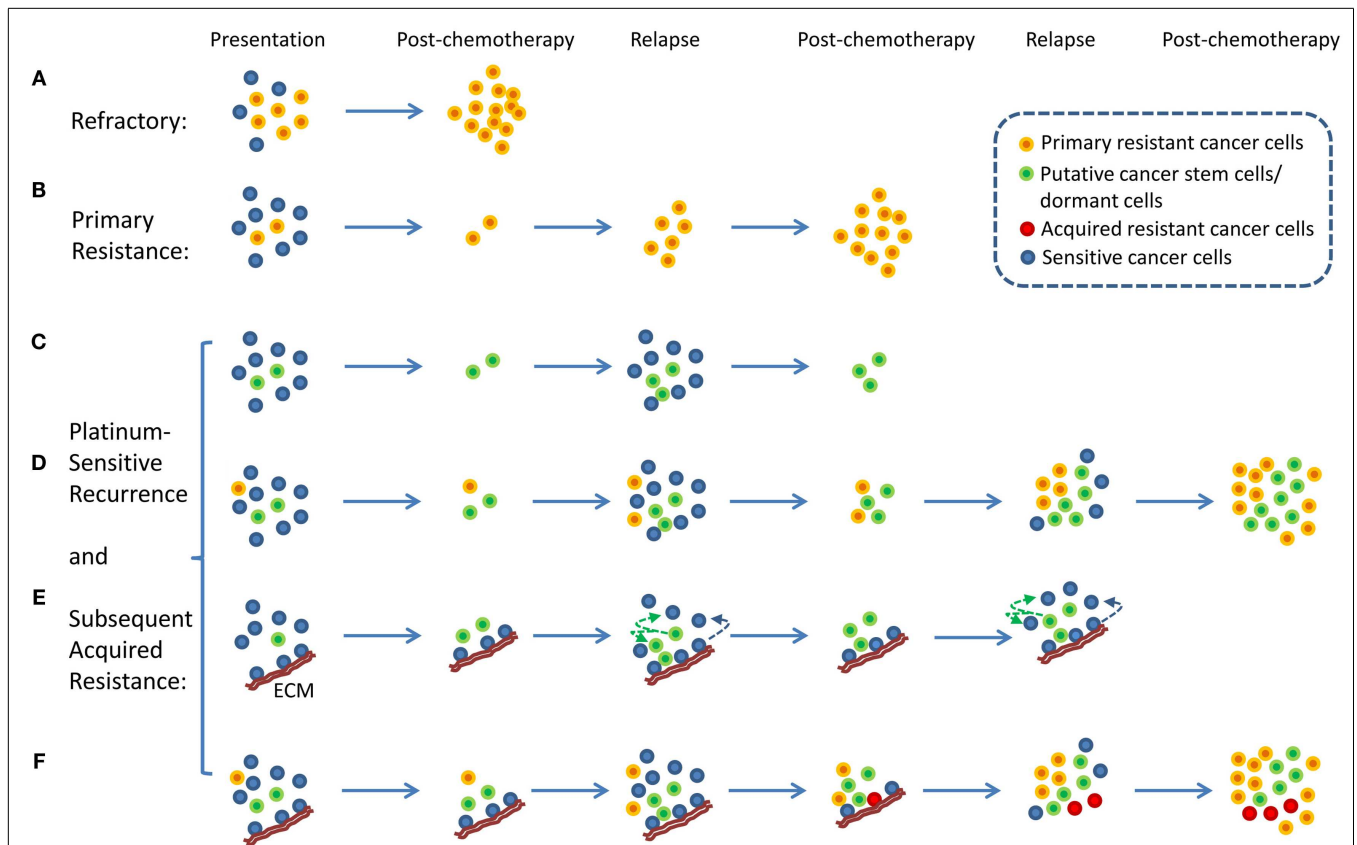 Presentation Post-chemotherapy Relapse Post-chemotherapy Relapse Post-chemotherapy
A
Refractory:
B
Primary
Resistance:
Primary resistant cancer cells
Putative cancer stem cells/
dormant cells
Acquired resistant cancer cells
Sensitive cancer cells
C
Platinum-
D
Sensitive
Recurrence
and
E
Subsequent
Acquired
Resistance:
ECM
F